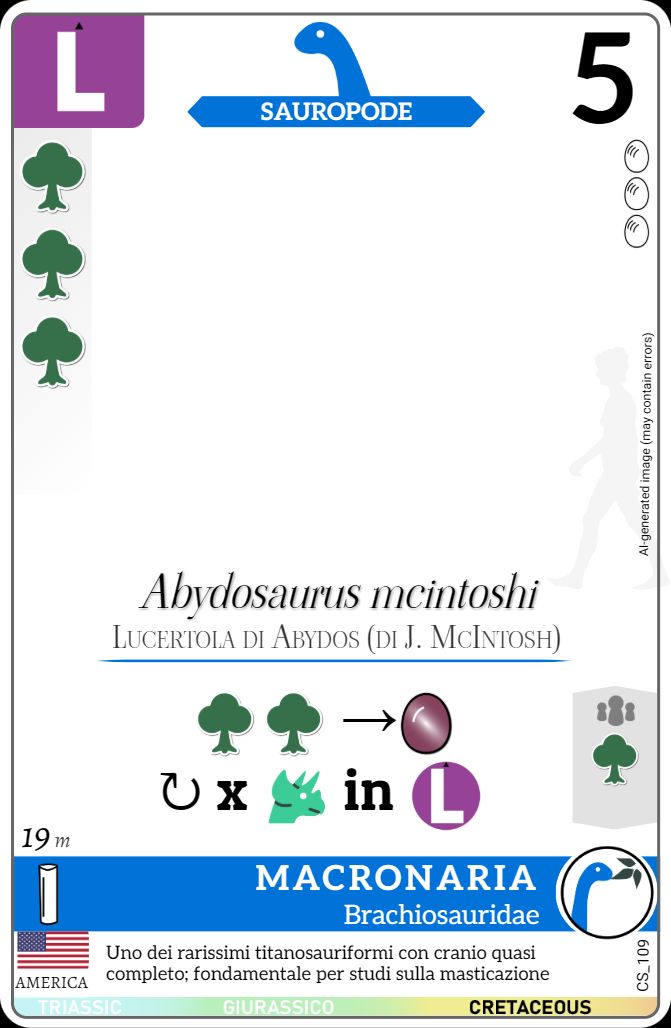 L
SAUROPODE
5
AI-generated image (may contain errors)
Abydosaurus mcintoshi
Lucertola di Abydos (di J. McIntosh)
x in L
19 m
MACRONARIA
Brachiosauridae
AMERICA
Uno dei rarissimi titanosauriformi con cranio quasi
completo; fondamentale per studi sulla masticazione
CS_109
TRIASSIC GIURASSICO CRETACEOUS